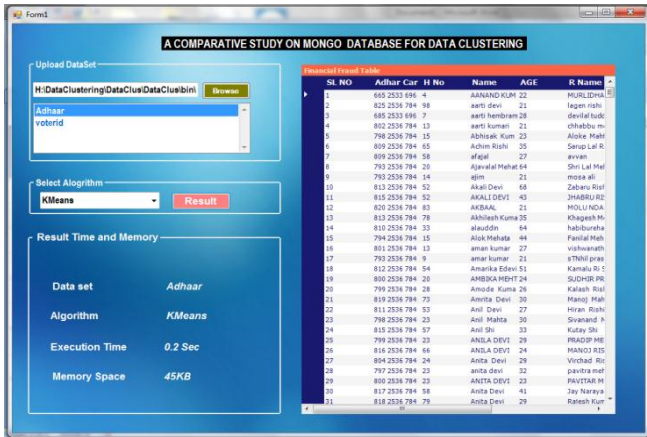 Form1
A COMPARATIVE STUDY ON MONGO DATABASE FOR DATA CLUSTERING
Upload DataSet
H:\DataClustering\DataClus\DataClus\bin\ Browse
Adhaar
voterid
Select Alogrithm
KMeans Result
Result Time and Memory
Data set Adhaar
Algorithm KMeans
Execution Time 0.2 Sec
Memory Space 45KB
Financial Fraud Table
SL NO Adhar Car H No Name AGE R Name
1 665 2533 696 4 AANAND KUM 22 MURLIDHA
2 825 2536 784 98 aarti devi 21 lagen rishi
3 685 2533 696 7 aarti hembram 28 devilal tudo
4 802 2536 784 13 aarti kumari 21 chhabbu m
5 798 2536 784 15 Abhisak Kum 23 Aloke Maht
6 809 2536 784 65 Achim Rishi 35 Sarup Lal R
7 809 2536 784 58 afajal 27 avvan
8 793 2536 784 20 Ajavalal Mehat 64 Shri Lal Meh
9 793 2536 784 14 ajim 21 mosa ali
10 813 2536 784 52 Akali Devi 68 Zabaru Rish
11 815 2536 784 52 AKALI DEVI 43 JHABRU RI
12 820 2536 784 83 AKBAAL 21 MOLU NDA
13 813 2536 784 78 Akhilesh Kuma 35 Khagesh M
14 810 2536 784 33 alauddin 64 habibureha
15 794 2536 784 15 Alok Mehata 44 Fanilal Meh
16 801 2536 784 13 aman kumar 27 vishwanath
17 793 2536 784 9 amar kumar 21 sTNhil pras
18 812 2536 784 54 Amarika Edevi 51 Kamalu Ri
19 800 2536 784 20 AMBIKA MEHT 24 SUDHIR PR
20 799 2536 784 28 Amode Kuma 26 Kalash Rish
21 819 2536 784 73 Amrita Devi 30 Manoj Mah
22 811 2536 784 53 Anil Devi 27 Hiran Rishi
23 798 2536 784 23 Anil Mahta 30 Sivanand
24 815 2536 784 57 Anil Shi 33 Kutay Shi
25 799 2536 784 23 ANILA DEVI 29 PRADIP ME
26 816 2536 784 66 ANILA DEVI 24 MANOJ RIS
27 804 2536 784 24 Anita Devi 29 Virchad Ris
28 797 2536 784 23 anita devi 32 pavitra meh
29 800 2536 784 23 ANITA DEVI 23 PAVITAR M
30 817 2536 784 58 Anita Devi 41 Jay Naraya
31 818 2536 784 79 Anita Devi 29 Rajesh Kum